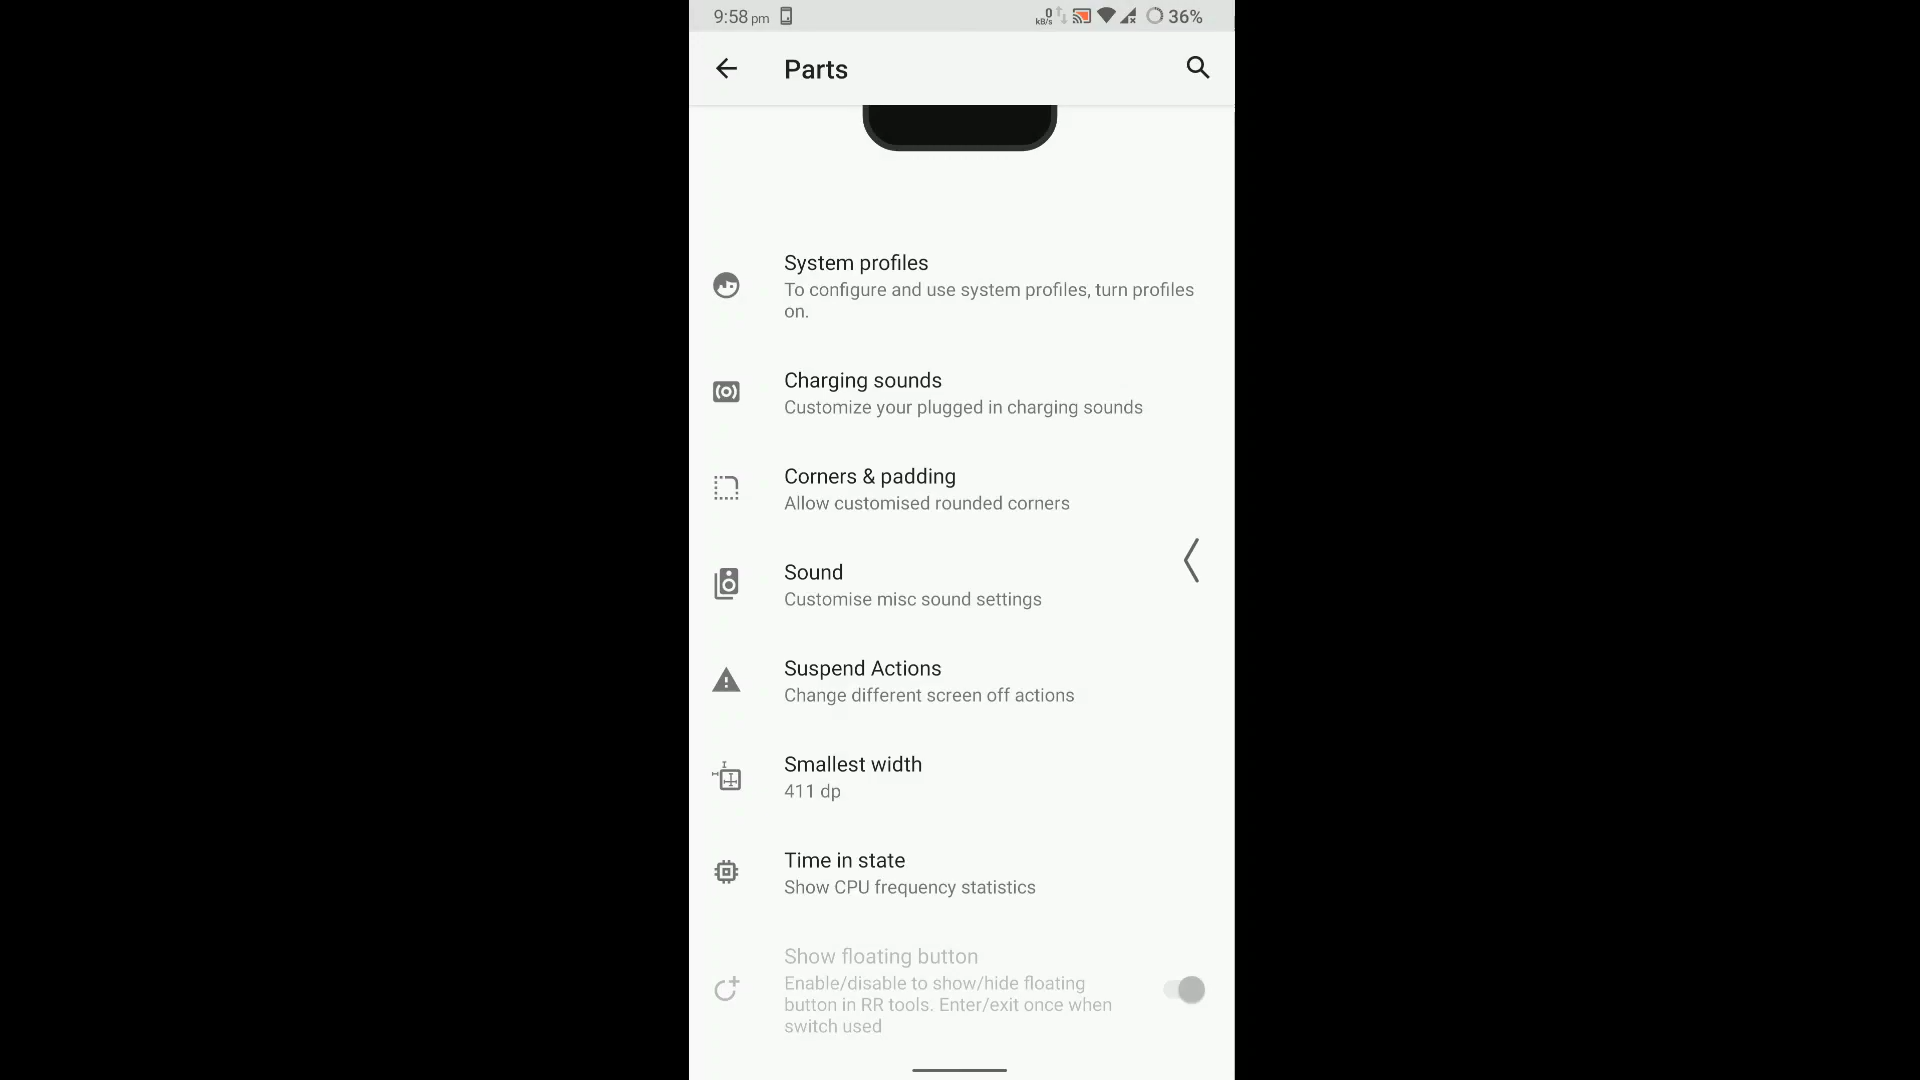 9:58 pm
0 kB/s
36%
Parts
System profiles
To configure and use system profiles, turn profiles
on.
Charging sounds
Customize your plugged in charging sounds
Corners & padding
Allow customised rounded corners
Sound
Customise misc sound settings
Suspend Actions
Change different screen off actions
Smallest width
411 dp
Time in state
Show CPU frequency statistics
Show floating button
Enable/disable to show/hide floating
button in RR tools. Enter/exit once when
switch used